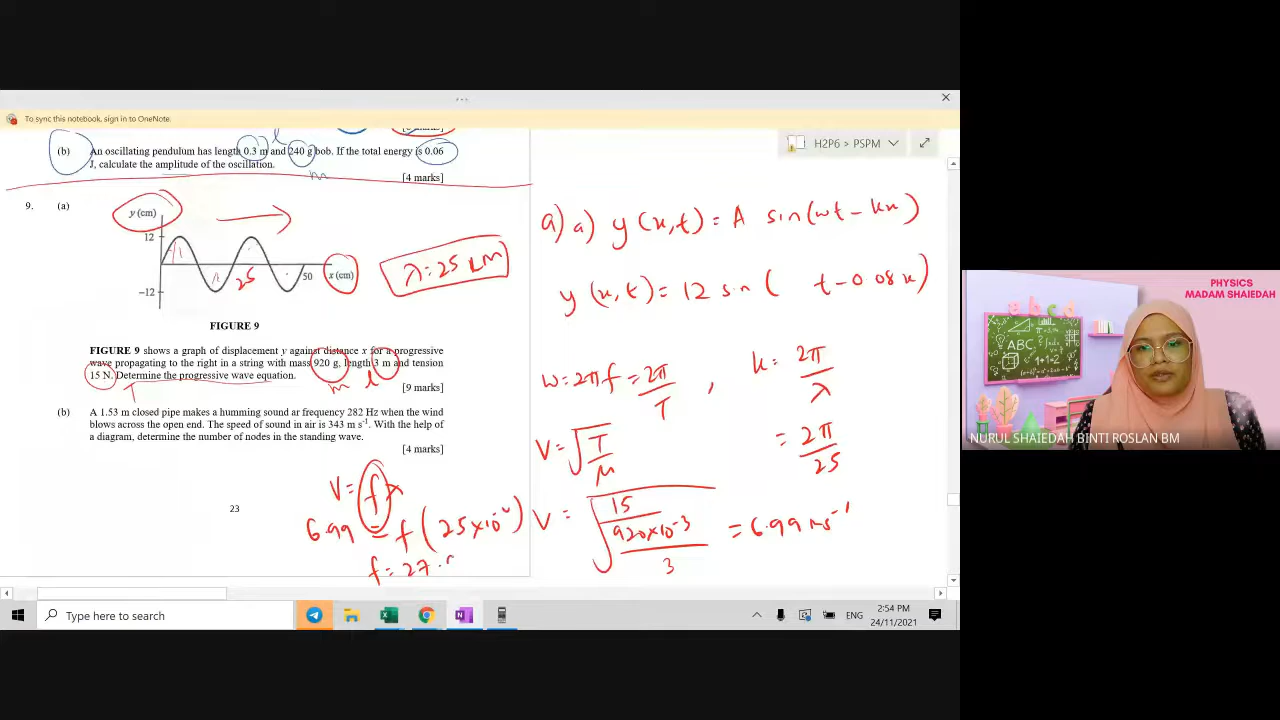 To sync this notebook, sign in to OneNote.
H2P6 > PSPM
(b) An oscillating pendulum has length 0.3 m and 240 g bob. If the total energy is 0.06
J, calculate the amplitude of the oscillation.
l
m
[4 marks]
9. (a)
y (cm)
12
-12
25
50
x (cm)
λ = 25 cm
FIGURE 9
FIGURE 9 shows a graph of displacement y against distance x for a progressive
wave propagating to the right in a string with mass 920 g, length 3 m and tension
15 N. Determine the progressive wave equation.
m l
T
[9 marks]
(b) A 1.53 m closed pipe makes a humming sound ar frequency 282 Hz when the wind
blows across the open end. The speed of sound in air is 343 m s⁻¹. With the help of
a diagram, determine the number of nodes in the standing wave.
[4 marks]
23
v = fλ
6.99 = f (25×10⁻²)
f = 27.
9) a) y (x,t) = A sin (ωt – kx)
y (x,t) = 12 sin ( t – 0.08x)
ω = 2πf = 2π/T , k = 2π/λ
= 2π/25
V = √(T/μ)
V = √(15/(920×10⁻³/3)) = 6.99 ms⁻¹
PHYSICS
MADAM SHAIEDAH
ABC
NURUL SHAIEDAH BINTI ROSLAN BM
Type here to search
ENG
2:54 PM
24/11/2021